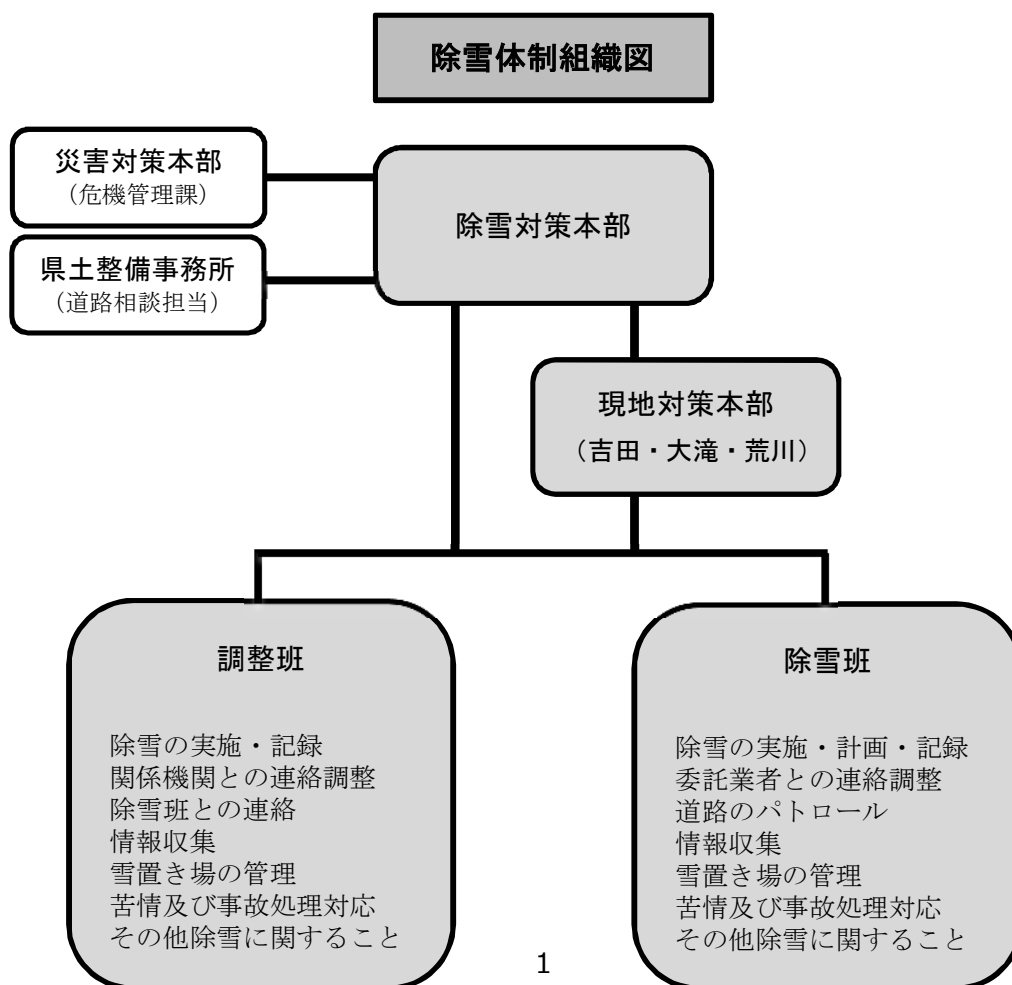 除雪体制組織図
災害対策本部
（危機管理課）
除雪対策本部
県土整備事務所
（道路相談担当）
現地対策本部
（吉田・大滝・荒川）
調整班
除雪の実施・記録
関係機関との連絡調整
除雪班との連絡
情報収集
雪置き場の管理
苦情及び事故処理対応
その他除雪に関すること
除雪班
除雪の実施・計画・記録
委託業者との連絡調整
道路のパトロール
情報収集
雪置き場の管理
苦情及び事故処理対応
その他除雪に関すること
1